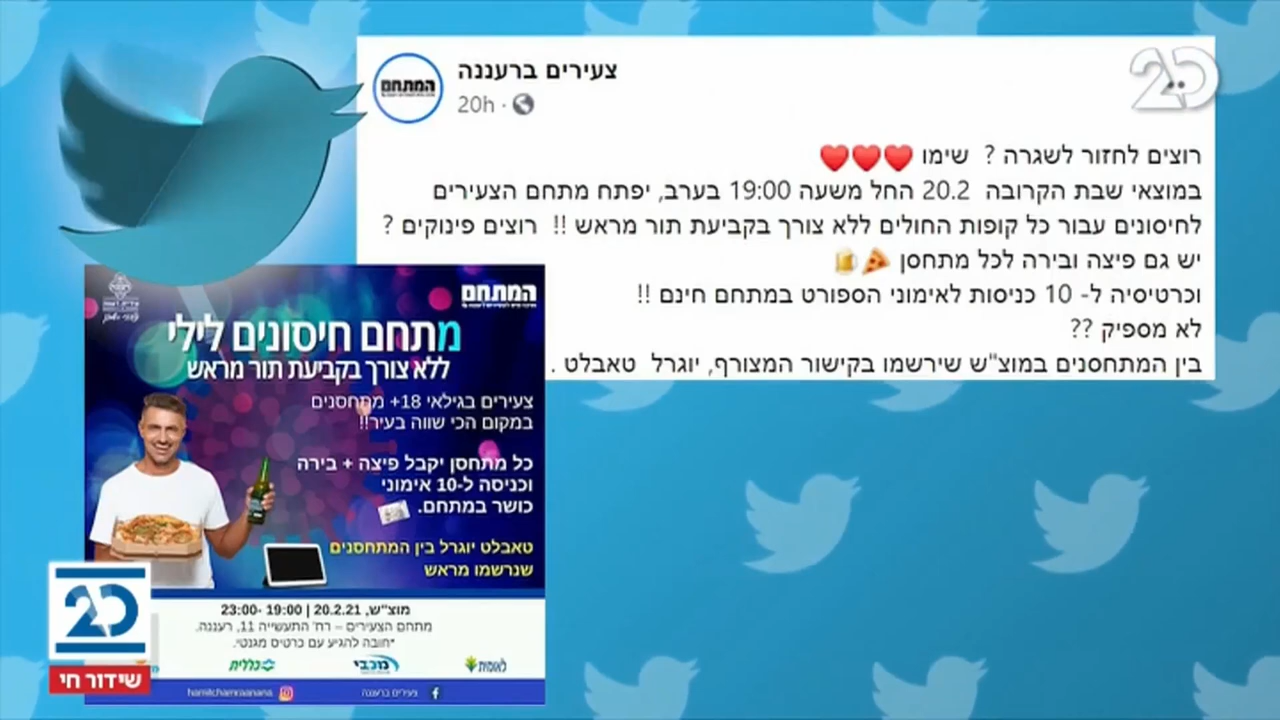 צעירים ברעננה
20h
המתחם
20
רוצים לחזור לשגרה ? שימו ❤️❤️❤️
במוצאי שבת הקרובה 20.2 החל משעה 19:00 בערב, יפתח מתחם הצעירים
לחיסונים עבור כל קופות החולים ללא צורך בקביעת תור מראש !! רוצים פינוקים ?
יש גם פיצה ובירה לכל מתחסן 🍕🍺
וכרטיסיה ל- 10 כניסות לאימוני הספורט במתחם חינם !!
לא מספיק ??
בין המתחסנים במוצ"ש שירשמו בקישור המצורף, יוגרל טאבלט .
המתחם
מתחם חיסונים לילי
ללא צורך בקביעת תור מראש
צעירים בגילאי 18+ מתחסנים
במקום הכי שווה בעיר!!
כל מתחסן יקבל פיצה + בירה
וכניסה ל-10 אימוני
כושר במתחם.
טאבלט יוגרל בין המתחסנים
שנרשמו מראש
מוצ"ש, 20.2.21 | 19:00 -23:00
מתחם הצעירים – רח' התעשייה 11, רעננה.
*חובה להגיע עם כרטיס מגנטי.
לאומית
מכבי
כללית
צעירים ברעננה
hamitchamraanana
20
שידור חי